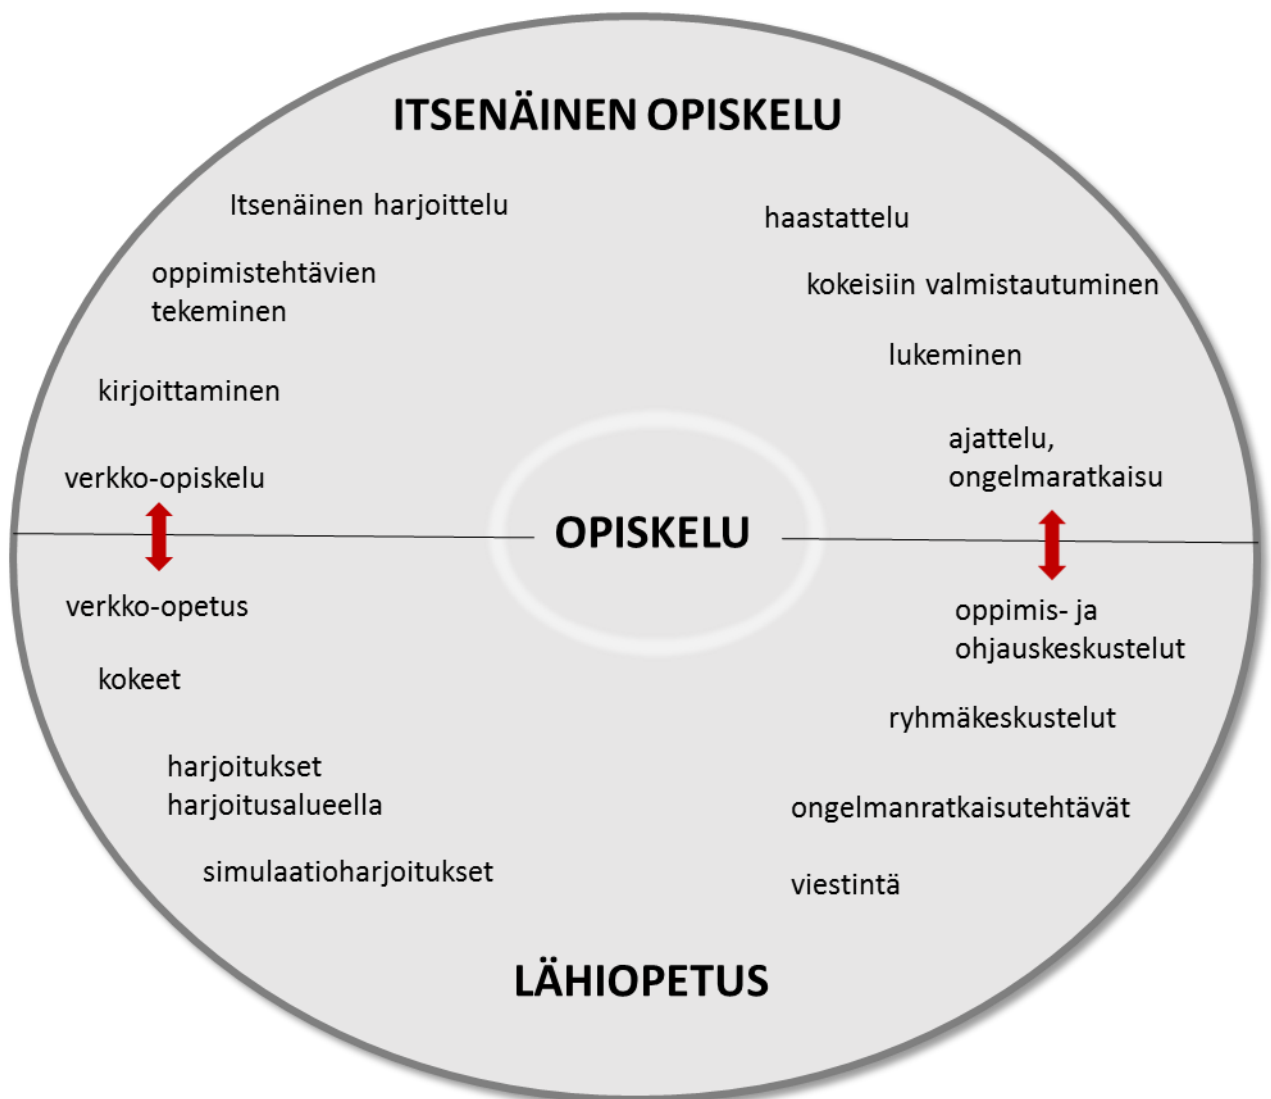 ITSENÄINEN OPISKELU
Itsenäinen harjoittelu
haastattelu
oppimistehtävien
tekeminen
kokeisiin valmistautuminen
lukeminen
kirjoittaminen
ajattelu,
ongelmaratkaisu
verkko-opiskelu
OPISKELU
verkko-opetus
oppimis- ja
ohjauskeskustelut
kokeet
ryhmäkeskustelut
harjoitukset
harjoitusalueella
ongelmanratkaisutehtävät
simulaatioharjoitukset
viestintä
LÄHIOPETUS